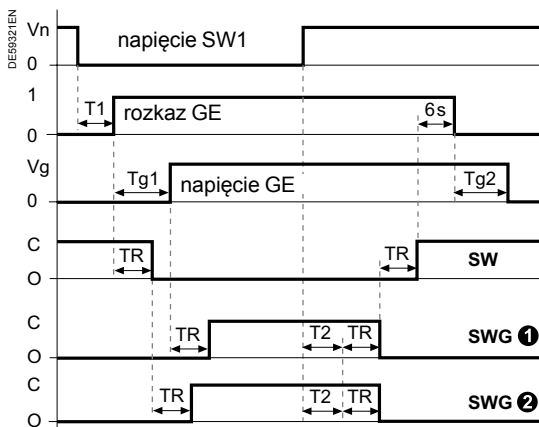 DE59321EN
Vn
napięcie SW1
0
1
T1
rozkaz GE
6s
0
Vg
Tg1
napięcie GE
Tg2
0
C
TR
TR
SW
O
C
TR
T2
TR
SWG 1
O
C
TR
T2
TR
SWG 2
O